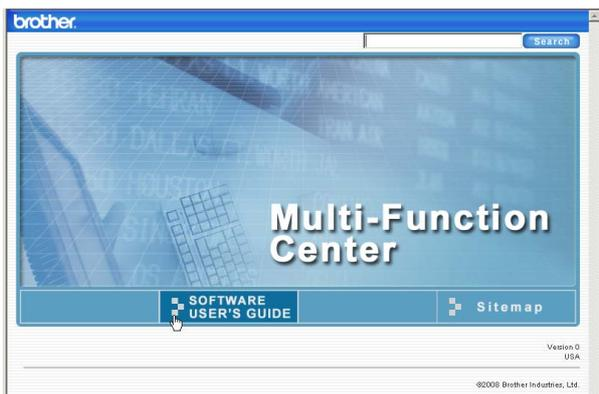 brother.
Search
Multi-Function
Center
SOFTWARE
USER'S GUIDE
Sitemap
Version 0
USA
©2008 Brother Industries, Ltd.